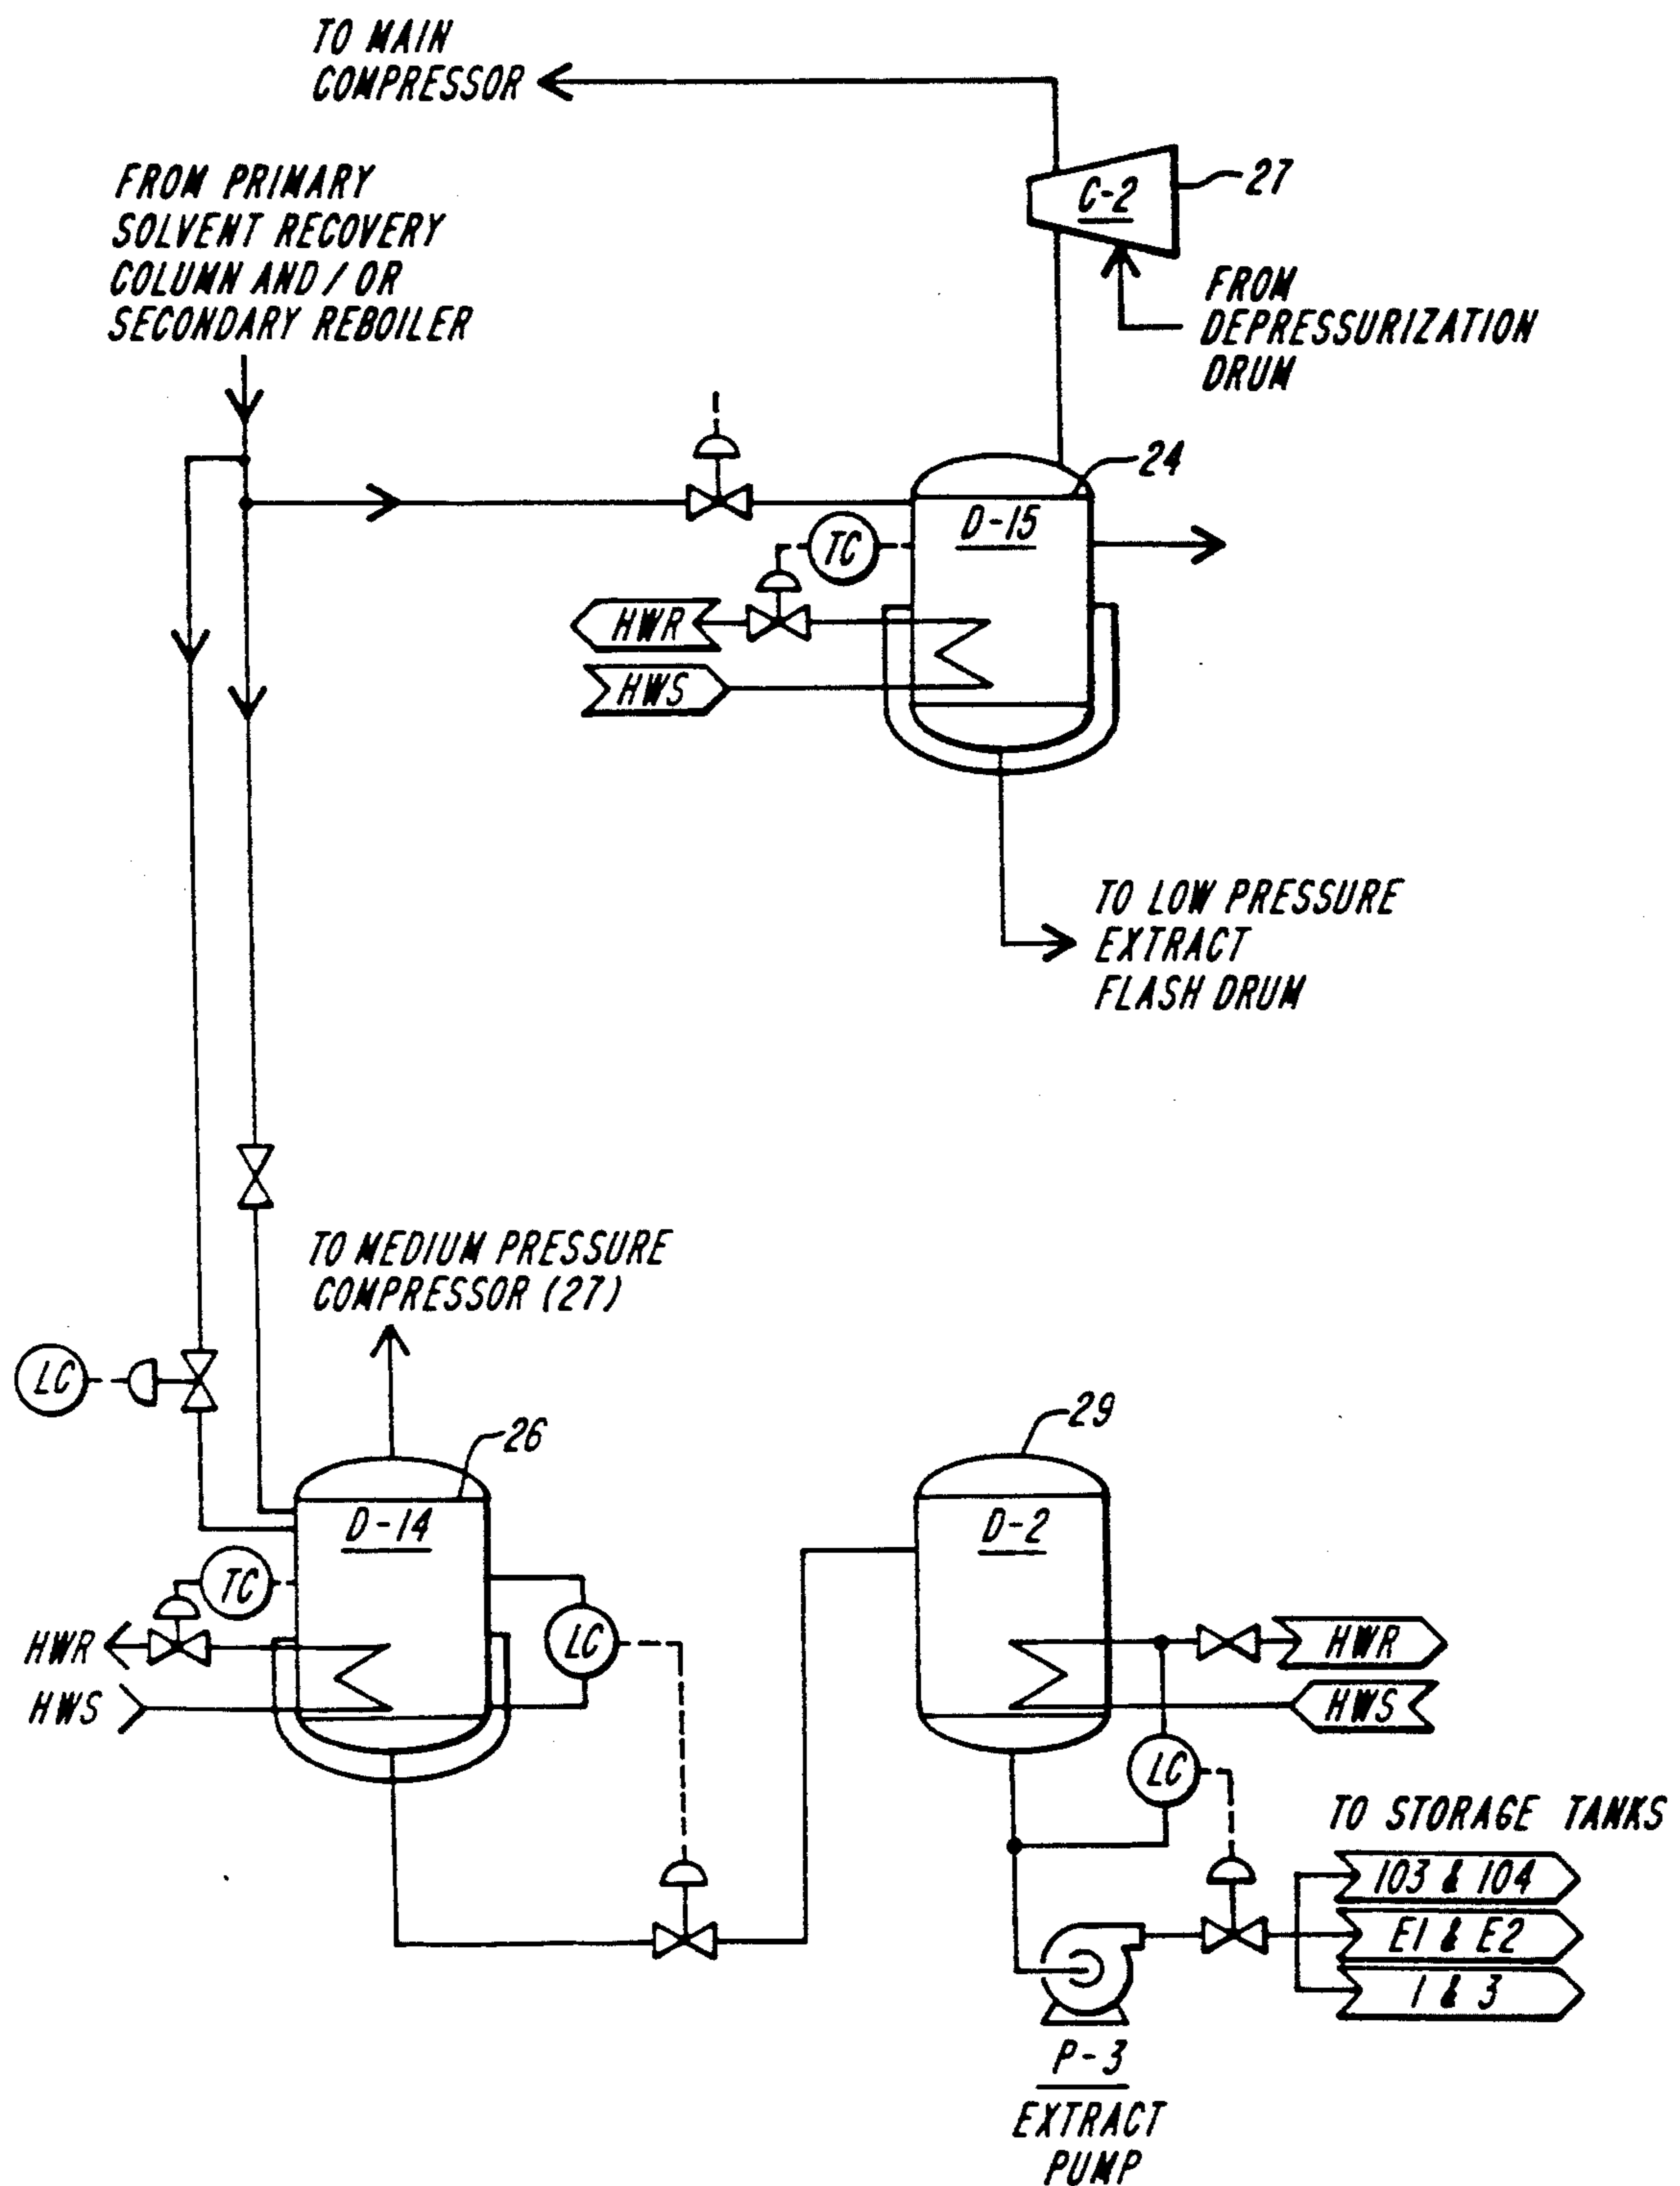 TO MAIN
COMPRESSOR
FROM PRIMARY
SOLVENT RECOVERY
COLUMN AND/OR
SECONDARY REBOILER
C-2
27
FROM
DEPRESSURIZATION
DRUM
24
D-15
TC
HWR
HWS
TO LOW PRESSURE
EXTRACT
FLASH DRUM
TO MEDIUM PRESSURE
COMPRESSOR (27)
LC
26
D-14
TC
HWR
HWS
LC
29
D-2
HWR
HWS
LC
TO STORAGE TANKS
103 & 104
E1 & E2
1 & 3
P-3
EXTRACT
PUMP